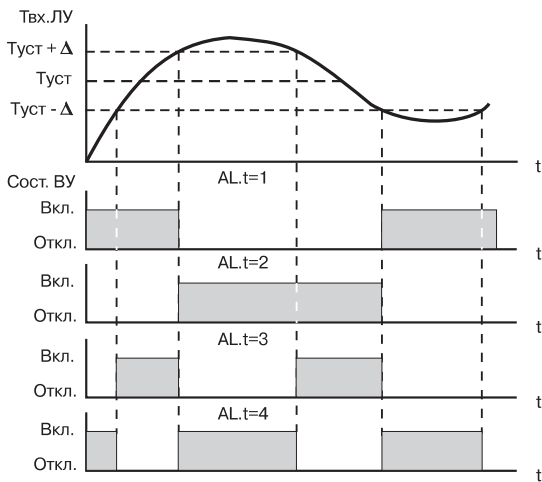 Твх.ЛУ
Туст + Δ
Туст
Туст - Δ
t
Сост. ВУ
AL.t=1
Вкл.
Откл.
t
AL.t=2
Вкл.
Откл.
t
AL.t=3
Вкл.
Откл.
t
AL.t=4
Вкл.
Откл.
t